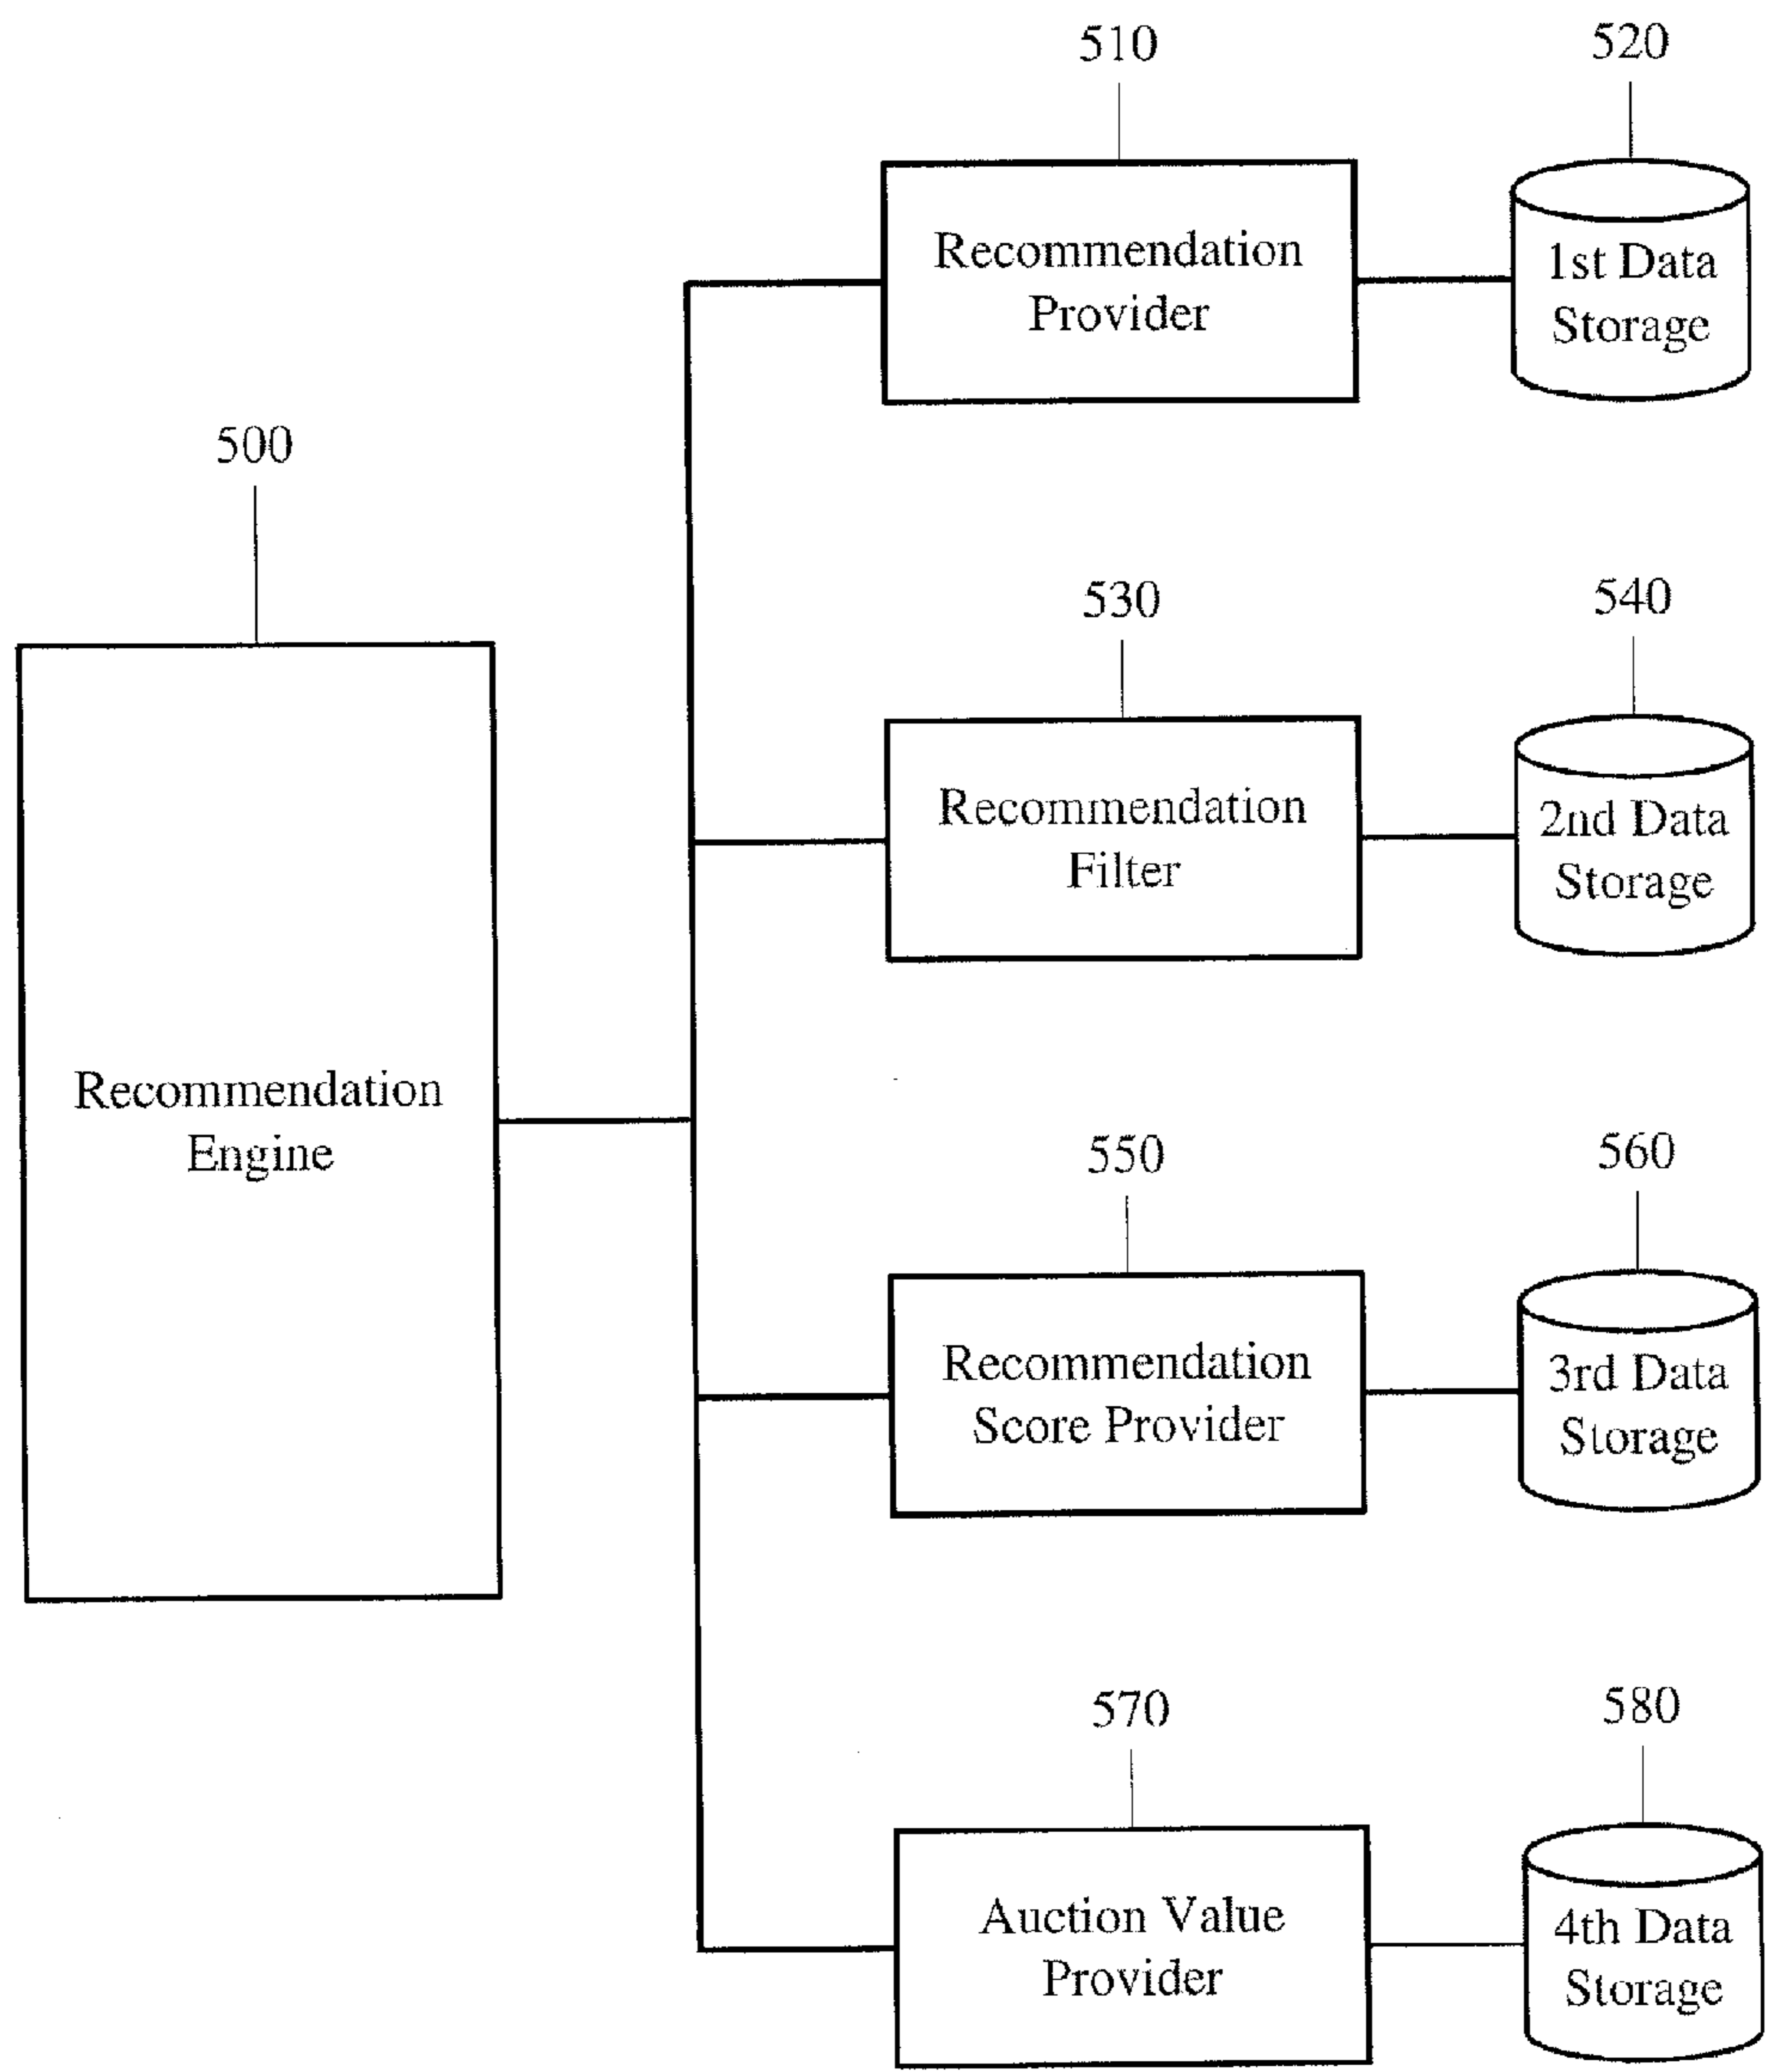 510
520
Recommendation
Provider
1st Data
Storage
500
530
540
Recommendation
Filter
2nd Data
Storage
Recommendation
Engine
550
560
Recommendation
Score Provider
3rd Data
Storage
570
580
Auction Value
Provider
4th Data
Storage